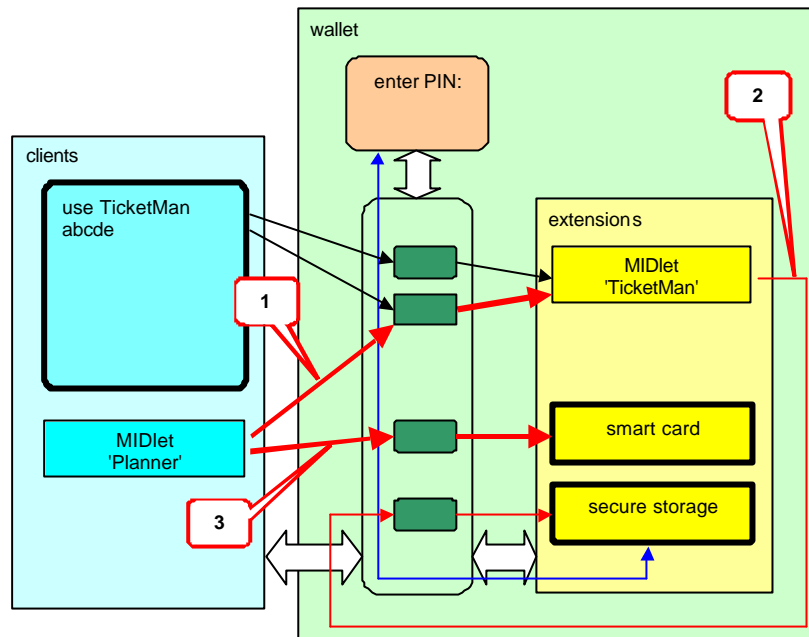 wallet
enter PIN:
2
clients
use TicketMan
abcde
extensions
MIDlet
'TicketMan'
1
MIDlet
'Planner'
smart card
secure storage
3